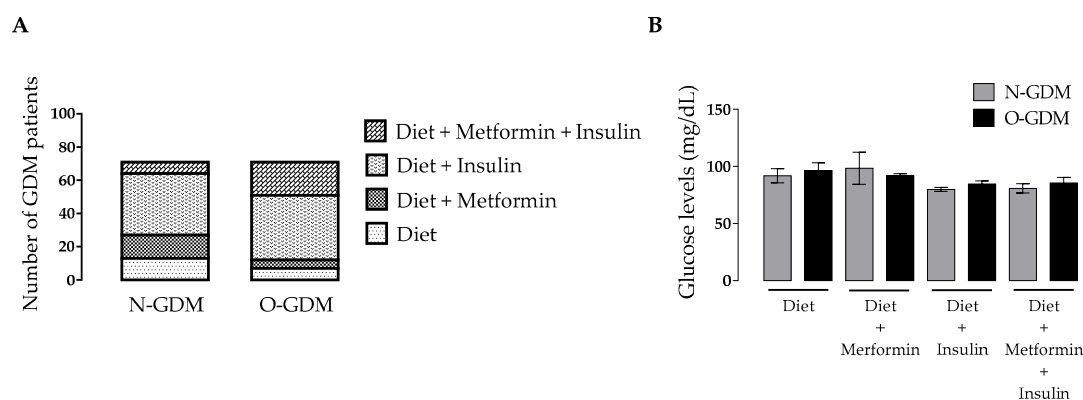 A
Number of GDM patients
100
80
60
40
20
0
N-GDM
O-GDM
Diet + Metformin + Insulin
Diet + Insulin
Diet + Metformin
Diet
B
Glucose levels (mg/dL)
150
100
50
0
N-GDM
O-GDM
Diet
Diet
+
Merformin
Diet
+
Insulin
Diet
+
Metformin
+
Insulin